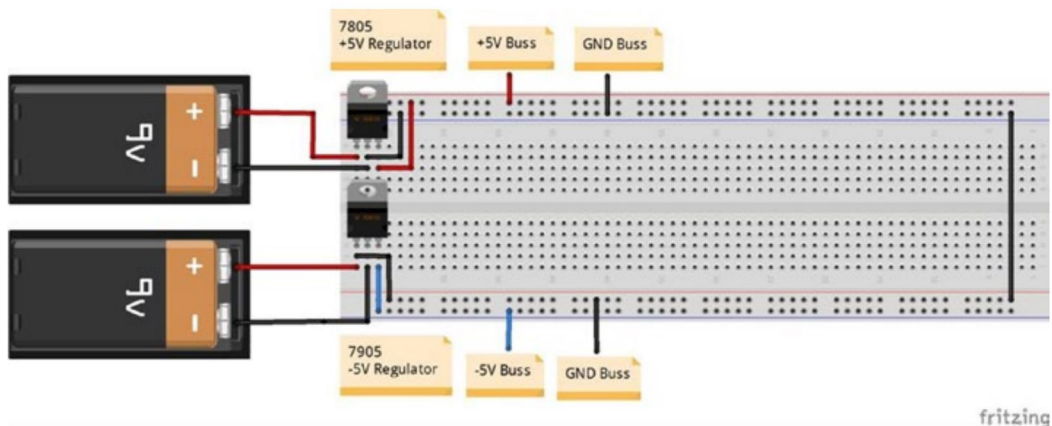 7805
+5V Regulator
+5V Buss
GND Buss
9V
+
-
9V
+
-
7905
-5V Regulator
-5V Buss
GND Buss
fritzing